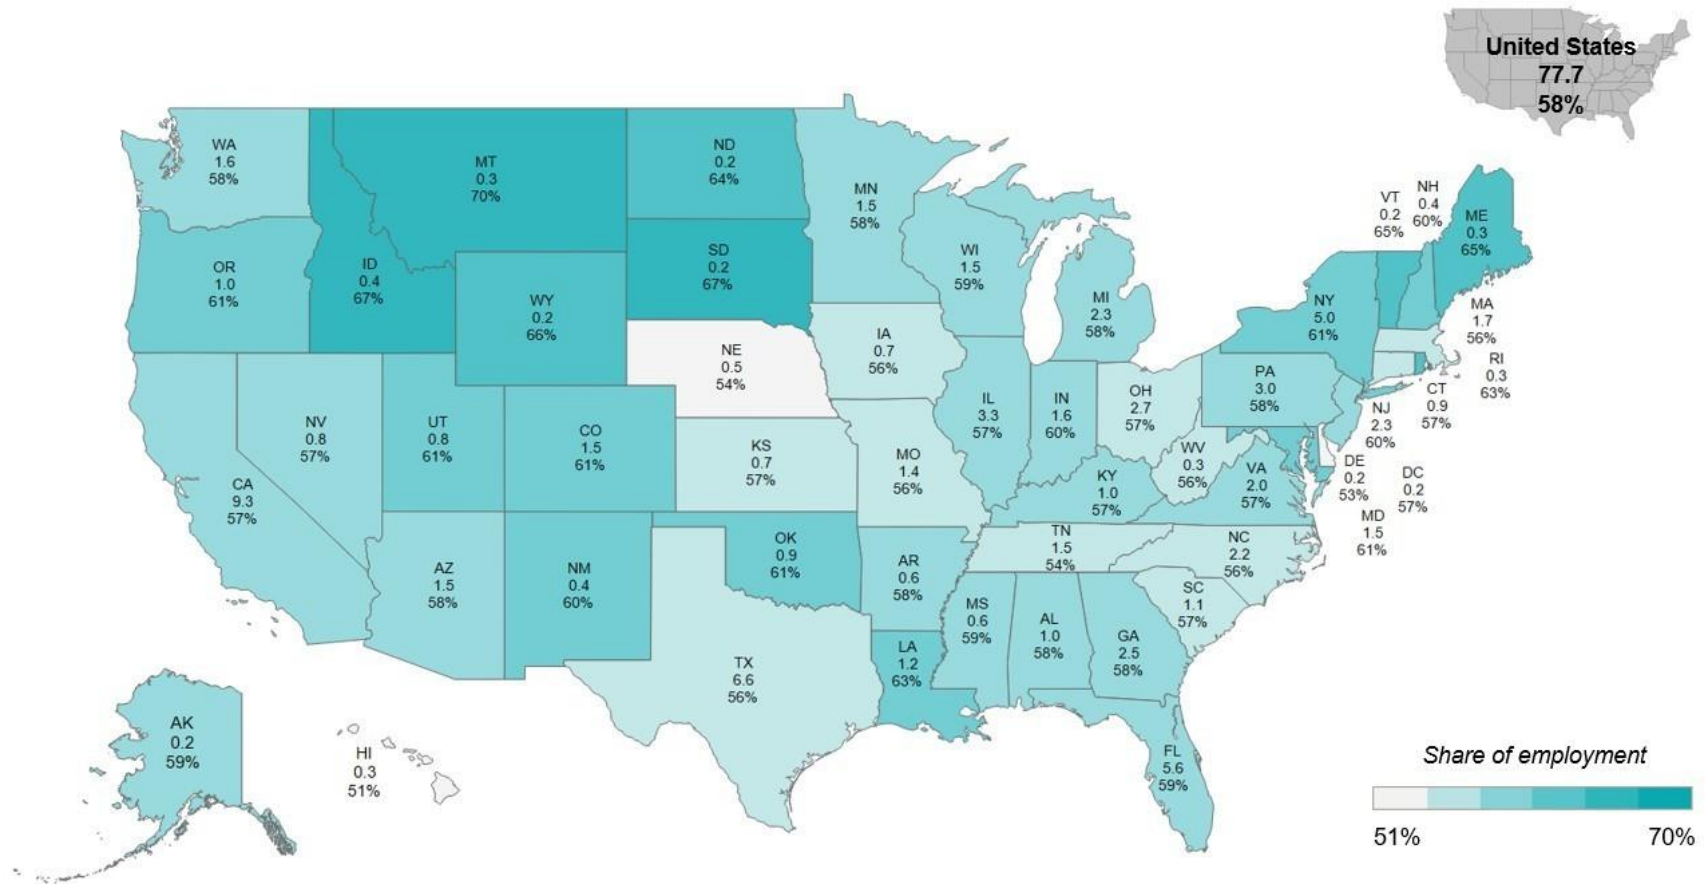 United States
77.7
58%
WA
1.6
58%
MT
0.3
70%
ND
0.2
64%
MN
1.5
58%
VT
0.2
65%
NH
0.4
60%
ME
0.3
65%
OR
1.0
61%
ID
0.4
67%
WY
0.2
66%
SD
0.2
67%
WI
1.5
59%
MI
2.3
58%
NY
5.0
61%
MA
1.7
56%
RI
0.3
63%
CT
0.9
57%
NE
0.5
54%
IA
0.7
56%
IL
3.3
57%
IN
1.6
60%
OH
2.7
57%
PA
3.0
58%
NJ
2.3
60%
DE
0.2
53%
DC
0.2
57%
MD
1.5
61%
NV
0.8
57%
UT
0.8
61%
CO
1.5
61%
KS
0.7
57%
MO
1.4
56%
KY
1.0
57%
WV
0.3
56%
VA
2.0
57%
CA
9.3
57%
AZ
1.5
58%
NM
0.4
60%
OK
0.9
61%
AR
0.6
58%
TN
1.5
54%
NC
2.2
56%
SC
1.1
57%
TX
6.6
56%
LA
1.2
63%
MS
0.6
59%
AL
1.0
58%
GA
2.5
58%
FL
5.6
59%
AK
0.2
59%
HI
0.3
51%
Share of employment
51%
70%